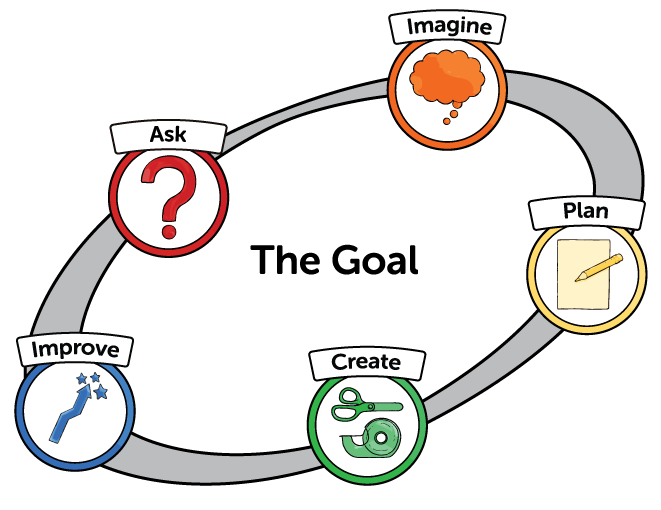 Imagine
Ask
Plan
The Goal
Improve
Create